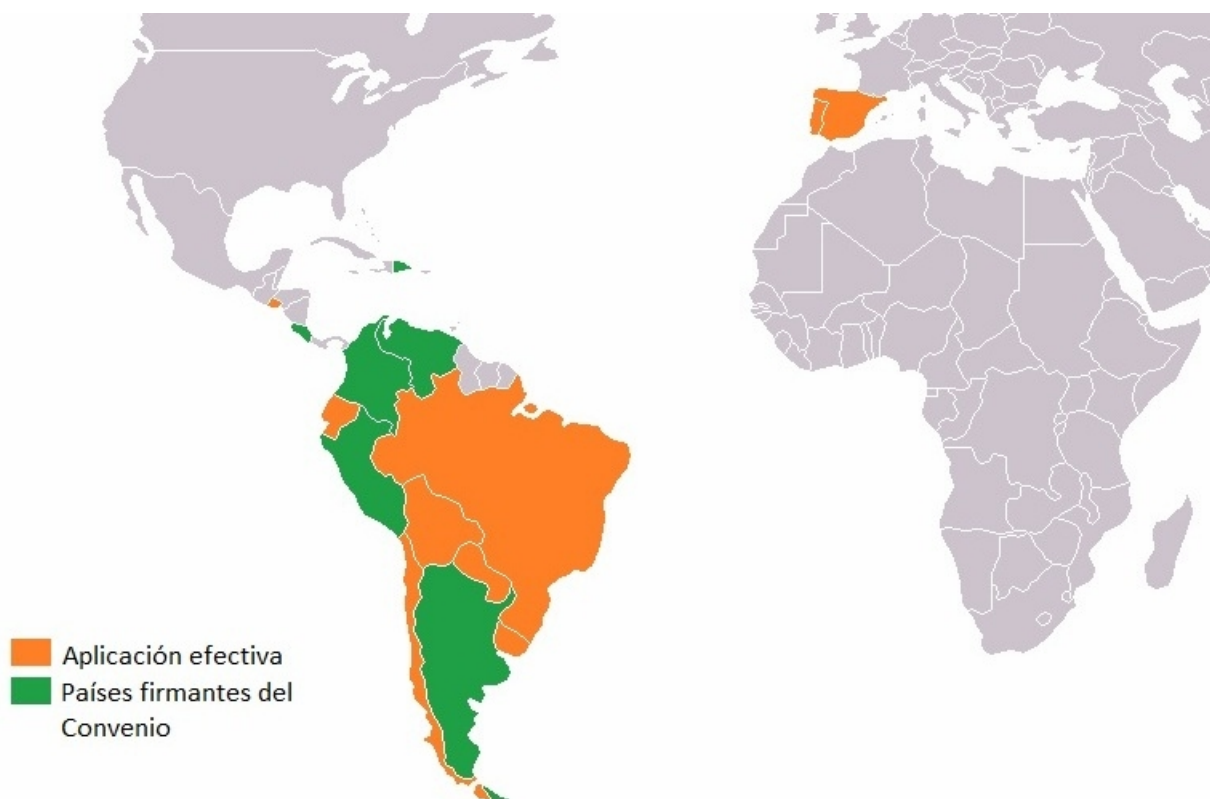 Aplicación efectiva
Países firmantes del
Convenio